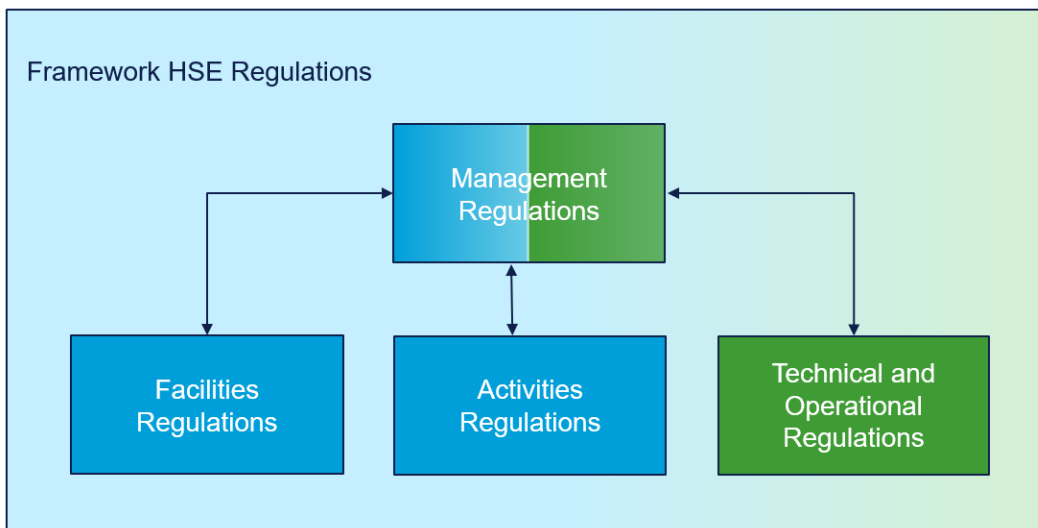 Framework HSE Regulations
Management
Regulations
Facilities
Regulations
Activities
Regulations
Technical and
Operational
Regulations